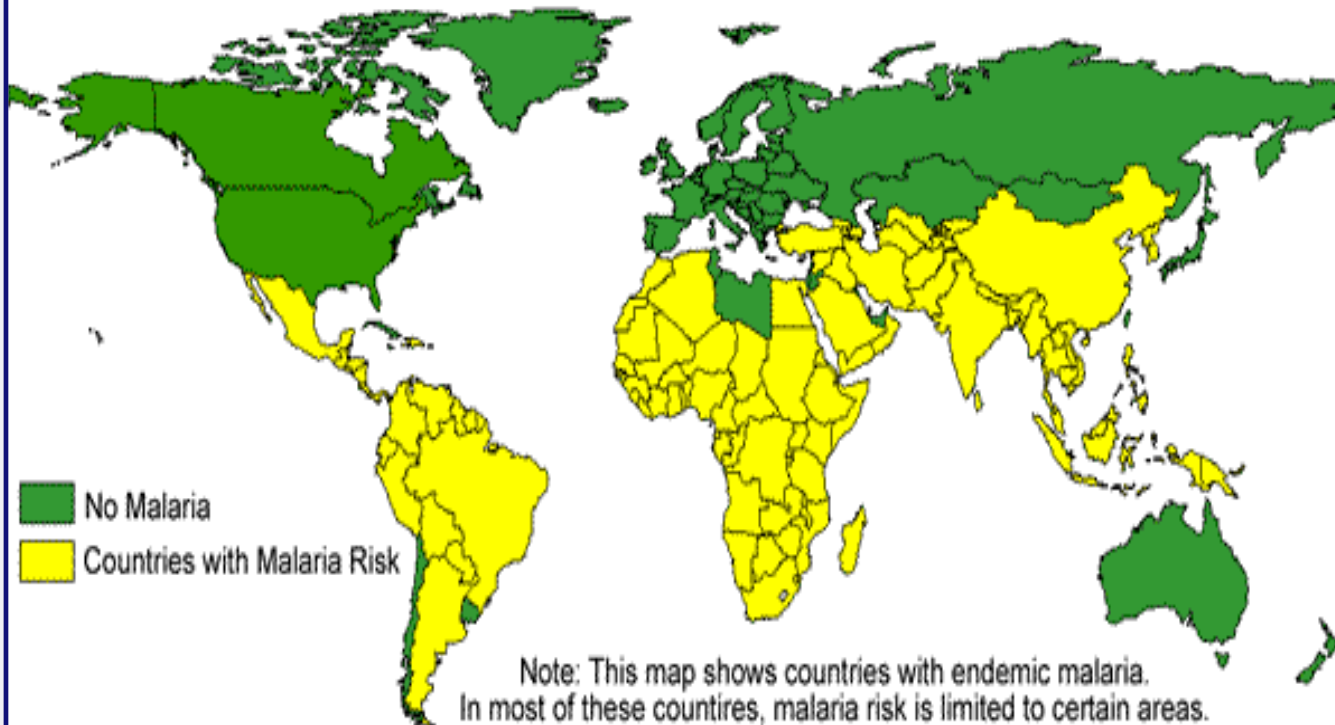 No Malaria
Countries with Malaria Risk
Note: This map shows countries with endemic malaria.
In most of these countires, malaria risk is limited to certain areas.